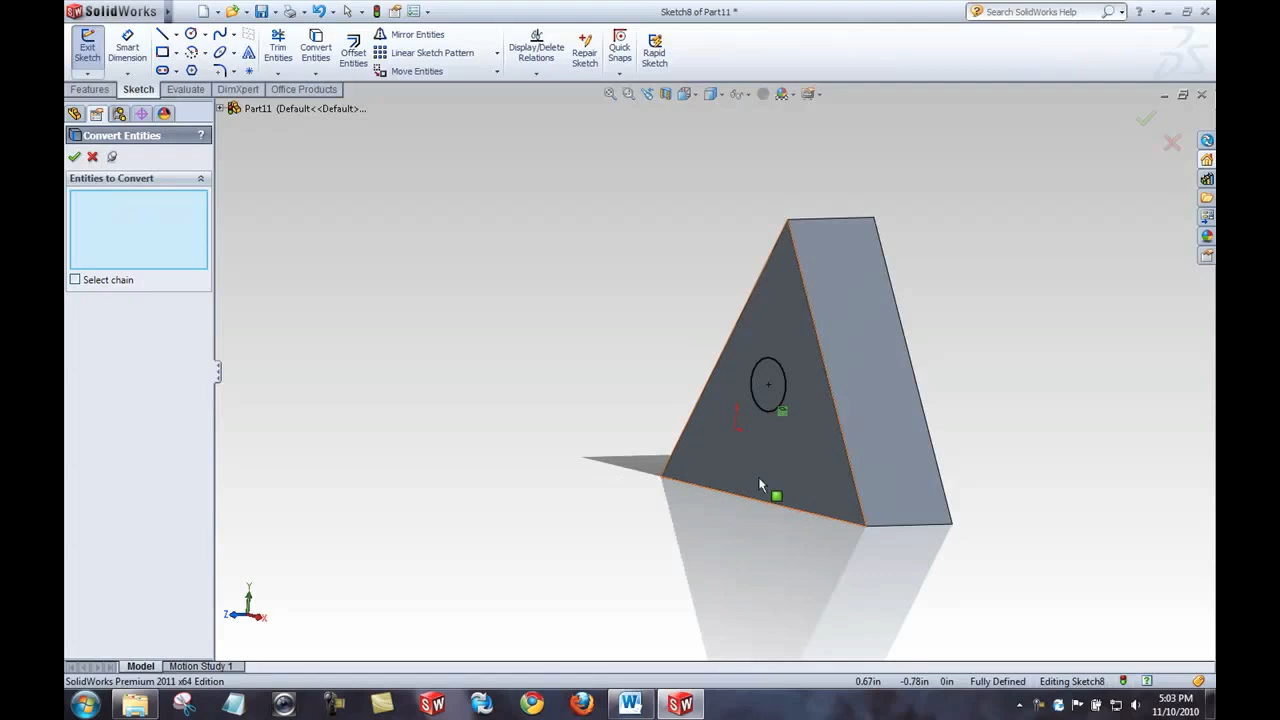 SolidWorks
Sketch8 of Part11 *
Search SolidWorks Help
Exit Sketch
Smart Dimension
Trim Entities
Convert Entities
Offset Entities
Mirror Entities
Linear Sketch Pattern
Move Entities
Display/Delete Relations
Repair Sketch
Quick Snaps
Rapid Sketch
Features
Sketch
Evaluate
DimXpert
Office Products
Part11 (Default<<Default>...
Convert Entities
?
Entities to Convert
Select chain
Y
Z
X
Model
Motion Study 1
SolidWorks Premium 2011 x64 Edition
0.67in
-0.78in
0in
Fully Defined
Editing Sketch8
5:03 PM
11/10/2010